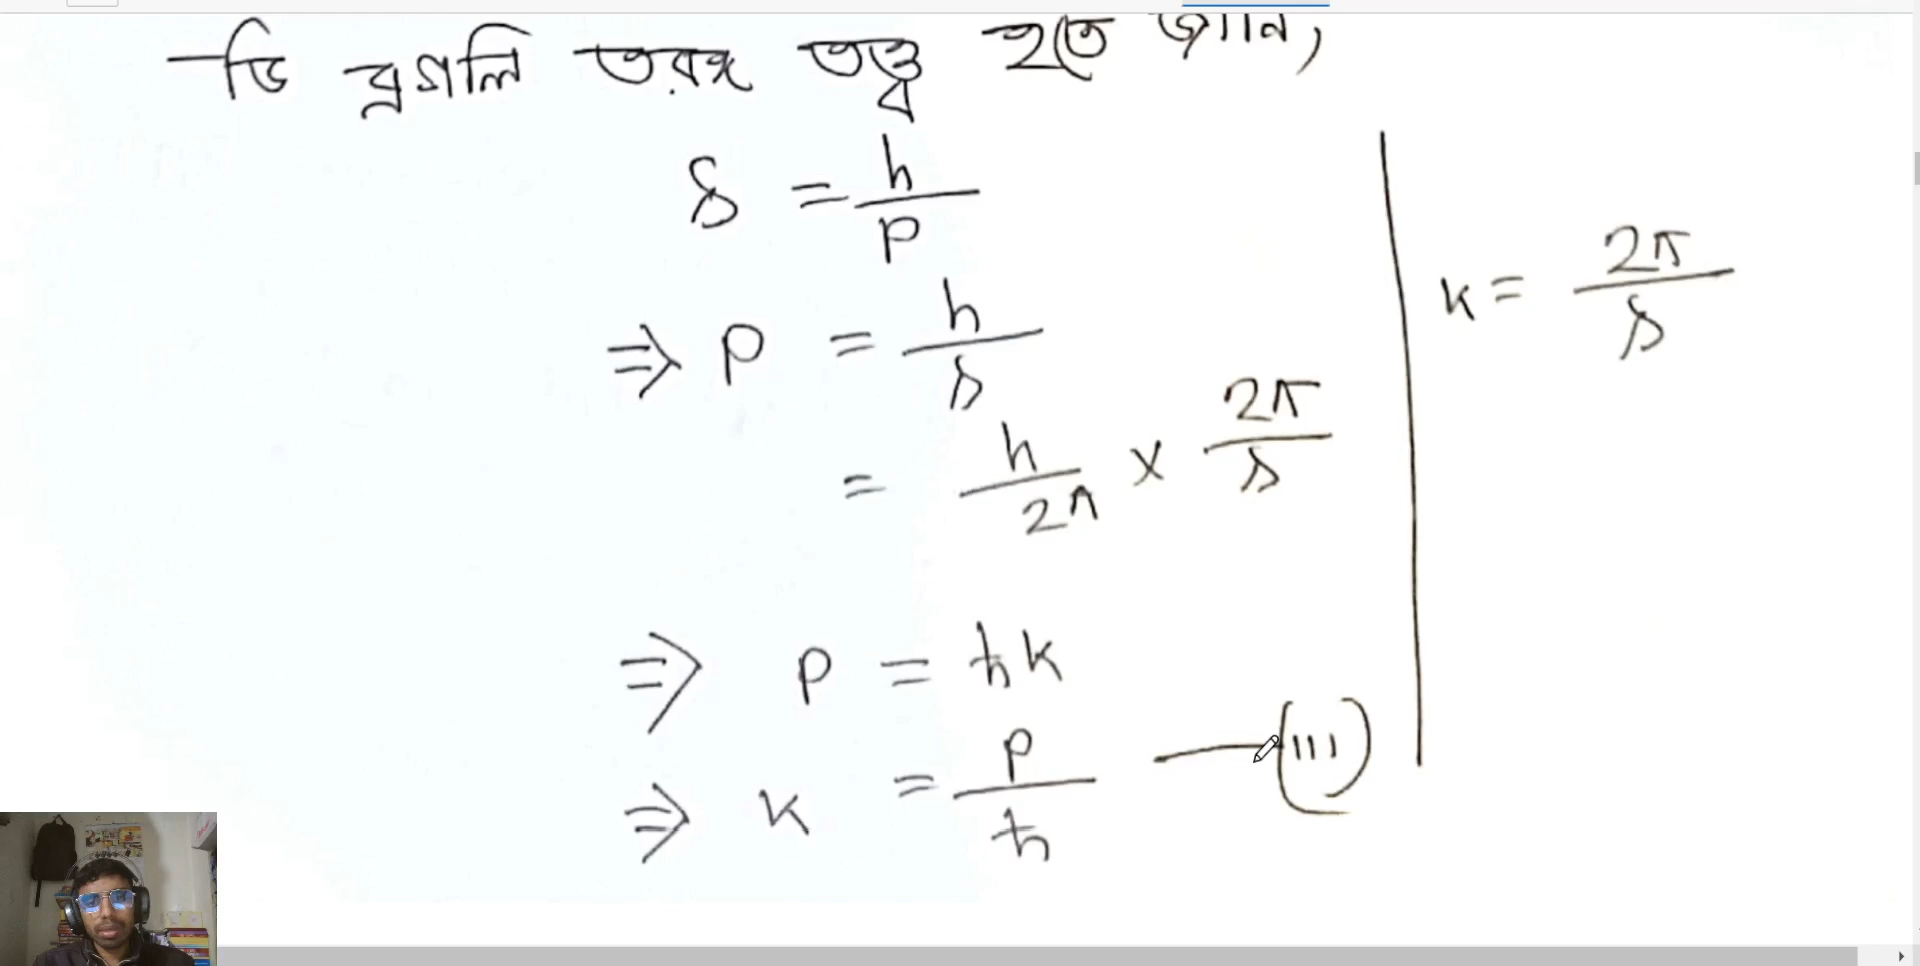 ডি ব্রগলি তরঙ্গ তত্ত্ব হতে জানি,
λ = h/p
⇒ p = h/λ
= h/2π × 2π/λ
⇒ p = ħk
⇒ k = p/ħ —(iii)
k = 2π/λ